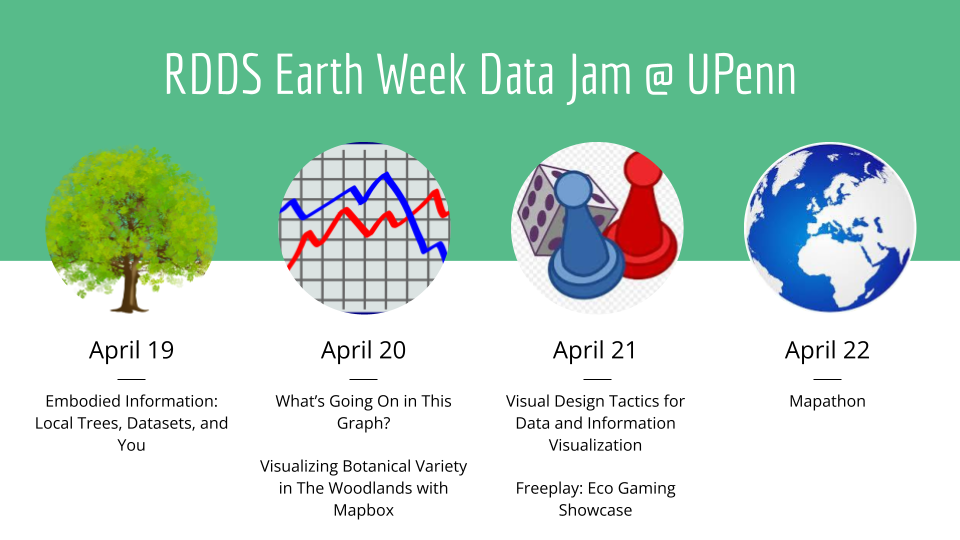 RDDS Earth Week Data Jam @ UPenn
April 19
Embodied Information:
Local Trees, Datasets, and
You
April 20
What’s Going On in This
Graph?
Visualizing Botanical Variety
in The Woodlands with
Mapbox
April 21
Visual Design Tactics for
Data and Information
Visualization
Freeplay: Eco Gaming
Showcase
April 22
Mapathon